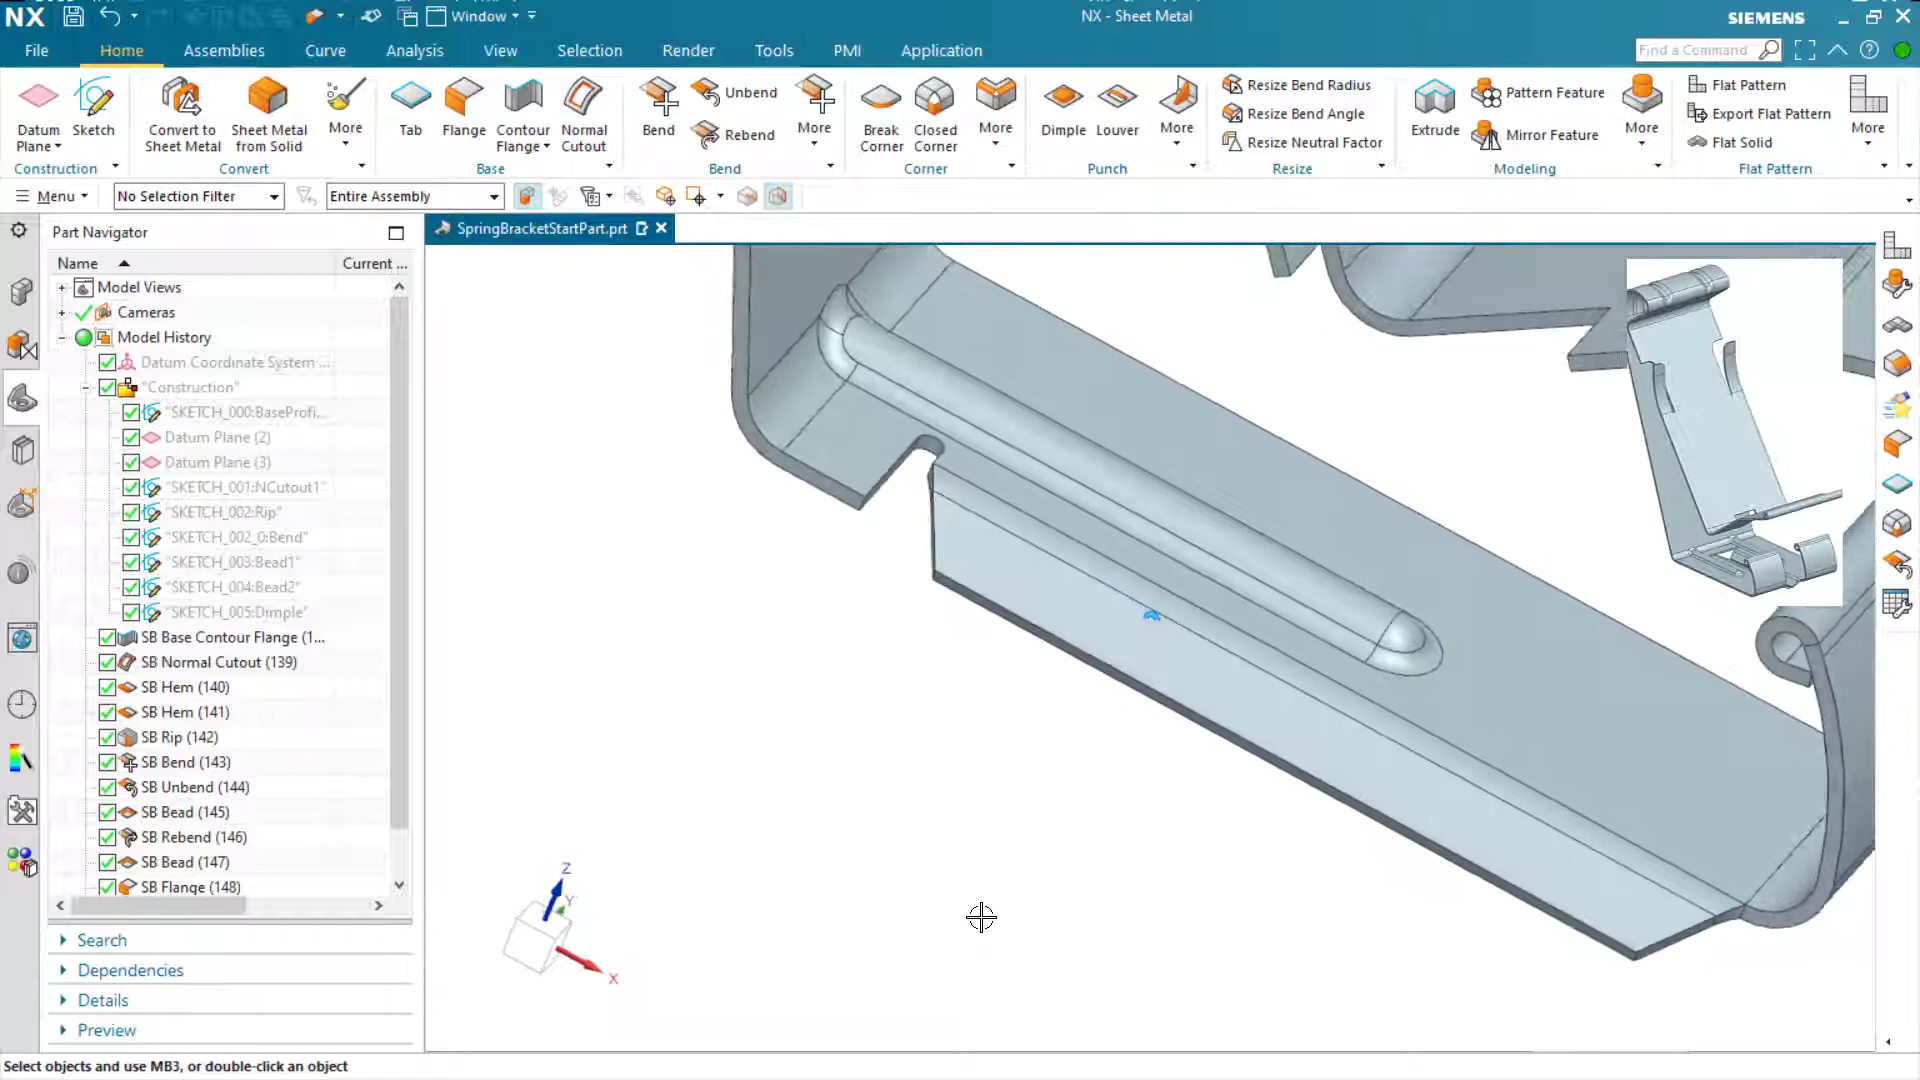 NX
Window
NX - Sheet Metal
SIEMENS
File
Home
Assemblies
Curve
Analysis
View
Selection
Render
Tools
PMI
Application
Find a Command
Datum Plane
Sketch
Construction
Convert to Sheet Metal
Sheet Metal from Solid
More
Convert
Tab
Flange
Contour Flange
Normal Cutout
Base
Bend
Unbend
Rebend
More
Bend
Break Corner
Closed Corner
More
Corner
Dimple
Louver
More
Punch
Resize Bend Radius
Resize Bend Angle
Resize Neutral Factor
Resize
Extrude
Pattern Feature
Mirror Feature
More
Modeling
Flat Pattern
Export Flat Pattern
Flat Solid
More
Flat Pattern
Menu
No Selection Filter
Entire Assembly
Part Navigator
SpringBracketStartPart.prt
Name
Current ...
Model Views
Cameras
Model History
Datum Coordinate System ...
"Construction"
"SKETCH_000:BaseProfi...
Datum Plane (2)
Datum Plane (3)
"SKETCH_001:NCutout1"
"SKETCH_002:Rip"
"SKETCH_002_0:Bend"
"SKETCH_003:Bead1"
"SKETCH_004:Bead2"
"SKETCH_005:Dimple"
SB Base Contour Flange (1...
SB Normal Cutout (139)
SB Hem (140)
SB Hem (141)
SB Rip (142)
SB Bend (143)
SB Unbend (144)
SB Bead (145)
SB Rebend (146)
SB Bead (147)
SB Flange (148)
Search
Dependencies
Details
Preview
Z
Y
X
Select objects and use MB3, or double-click an object